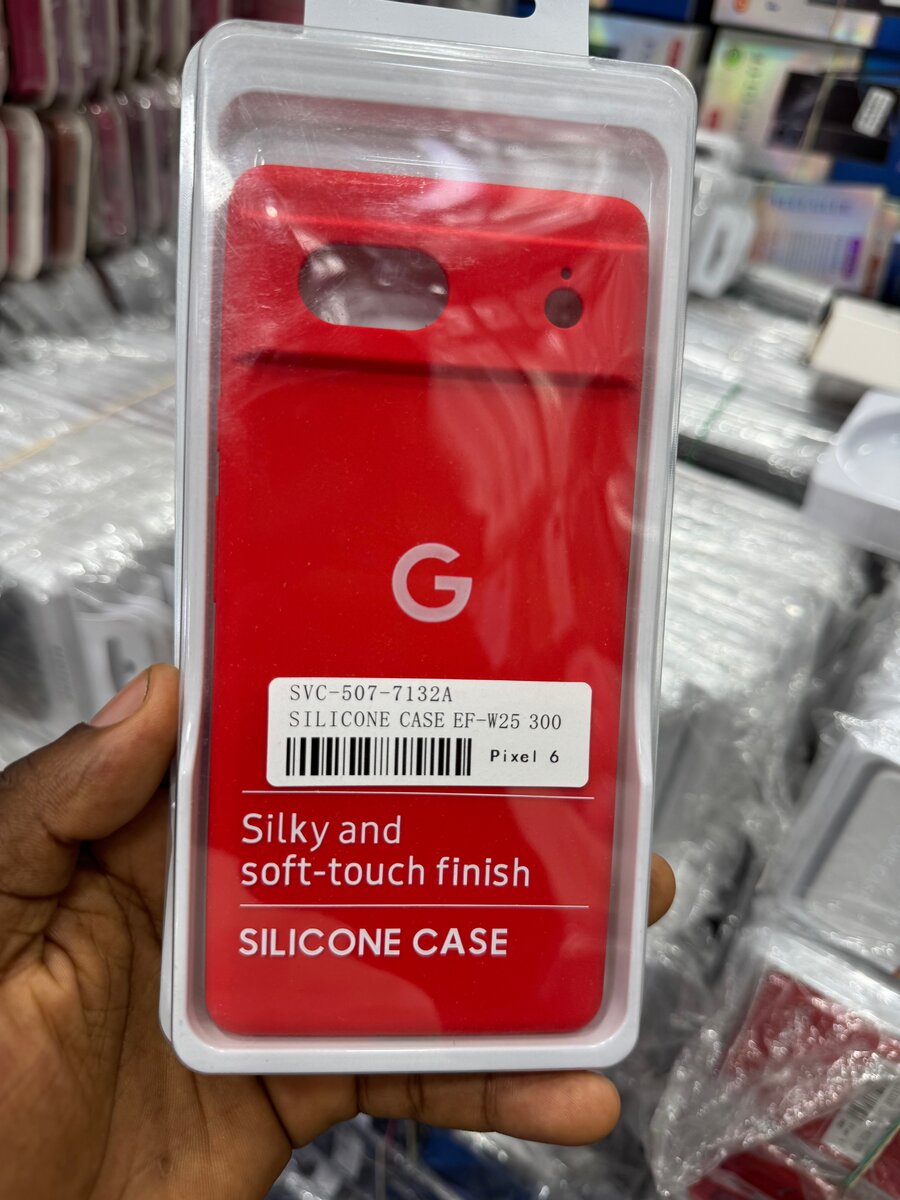 G
SVC-507-7132A
SILICONE CASE EF-W25 300
Pixel 6
Silky and
soft-touch finish
SILICONE CASE